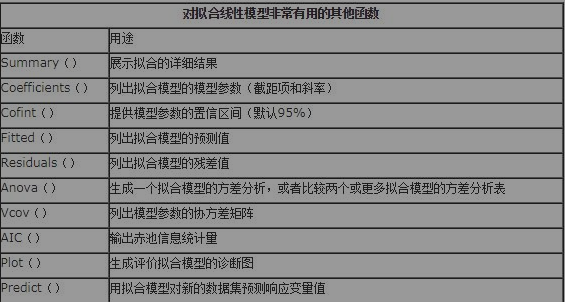 对拟合线性模型非常有用的其他函数
函数 用途
Summary（） 展示拟合的详细结果
Coefficients（） 列出拟合模型的模型参数（截距项和斜率）
Cofint（） 提供模型参数的置信区间（默认95%）
Fitted（） 列出拟合模型的预测值
Residuals（） 列出拟合模型的残差值
Anova（） 生成一个拟合模型的方差分析，或者比较两个或更多拟合模型的方差分析表
Vcov（） 列出模型参数的协方差矩阵
AIC（） 输出赤池信息统计量
Plot（） 生成评价拟合模型的诊断图
Predict（） 用拟合模型对新的数据集预测响应变量值